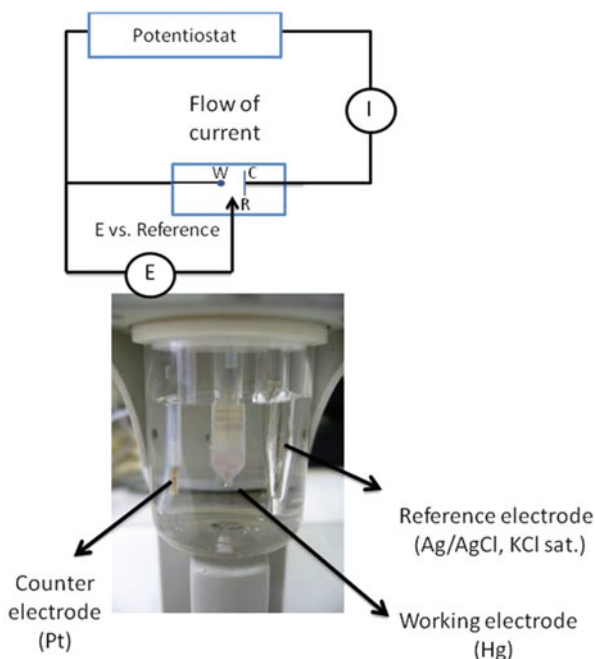 Potentiostat
I
Flow of
current
W
C
R
E vs. Reference
E
Reference electrode
(Ag/AgCl, KCl sat.)
Counter
electrode
(Pt)
Working electrode
(Hg)